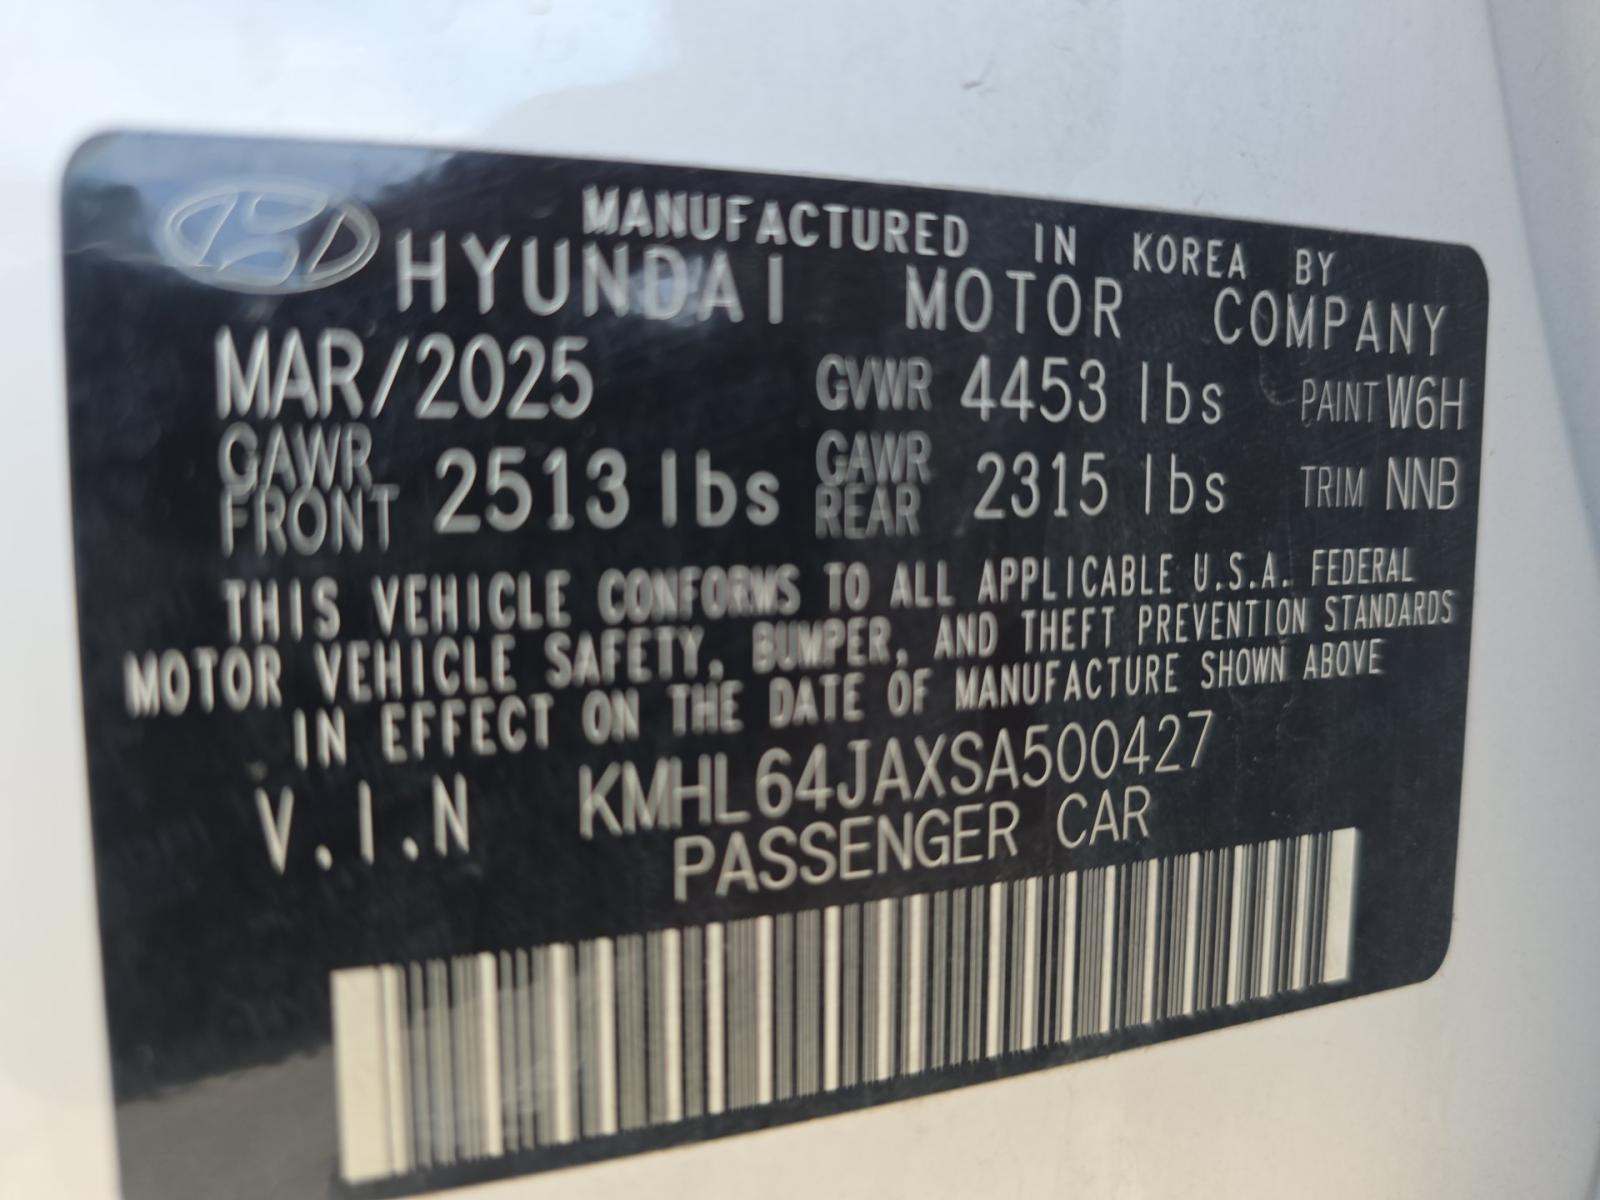 MANUFACTURED IN KOREA BY
HYUNDAI MOTOR COMPANY
MAR/2025 GVWR 4453 lbs PAINT W6H
GAWR FRONT 2513 lbs GAWR REAR 2315 lbs TRIM NNB
THIS VEHICLE CONFORMS TO ALL APPLICABLE U.S.A. FEDERAL
MOTOR VEHICLE SAFETY, BUMPER, AND THEFT PREVENTION STANDARDS
IN EFFECT ON THE DATE OF MANUFACTURE SHOWN ABOVE
V.I.N KMHL64JAXSA500427
PASSENGER CAR